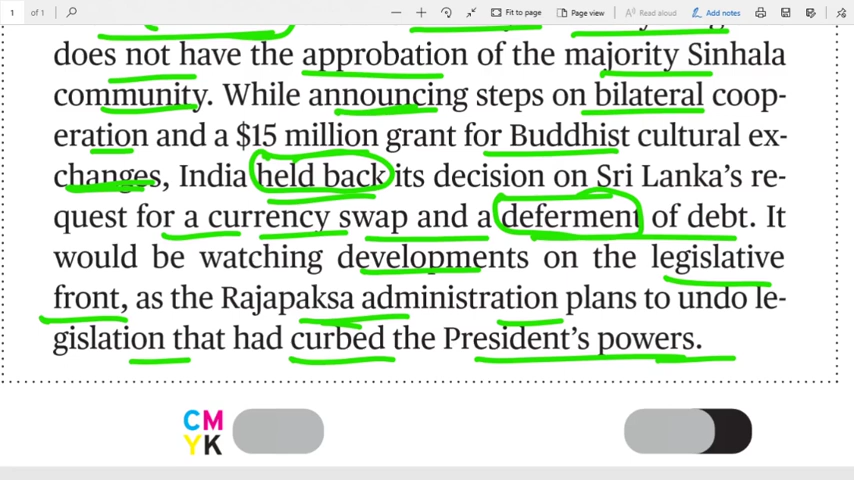 1 of 1 Fit to page Page view Read aloud Add notes
does not have the approbation of the majority Sinhala
community. While announcing steps on bilateral coop-
eration and a $15 million grant for Buddhist cultural ex-
changes, India held back its decision on Sri Lanka’s re-
quest for a currency swap and a deferment of debt. It
would be watching developments on the legislative
front, as the Rajapaksa administration plans to undo le-
gislation that had curbed the President’s powers.
CM
YK